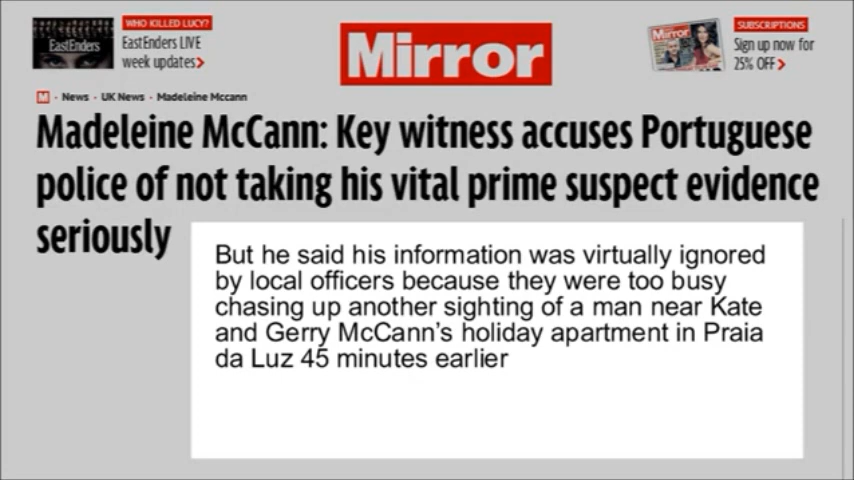 WHO KILLED LUCY?
EastEnders
EastEnders LIVE
week updates>
Mirror
Mirror
SUBSCRIPTIONS
Sign up now for
25% OFF>
M · News · UK News · Madeleine Mccann
Madeleine McCann: Key witness accuses Portuguese
police of not taking his vital prime suspect evidence
seriously
But he said his information was virtually ignored
by local officers because they were too busy
chasing up another sighting of a man near Kate
and Gerry McCann’s holiday apartment in Praia
da Luz 45 minutes earlier